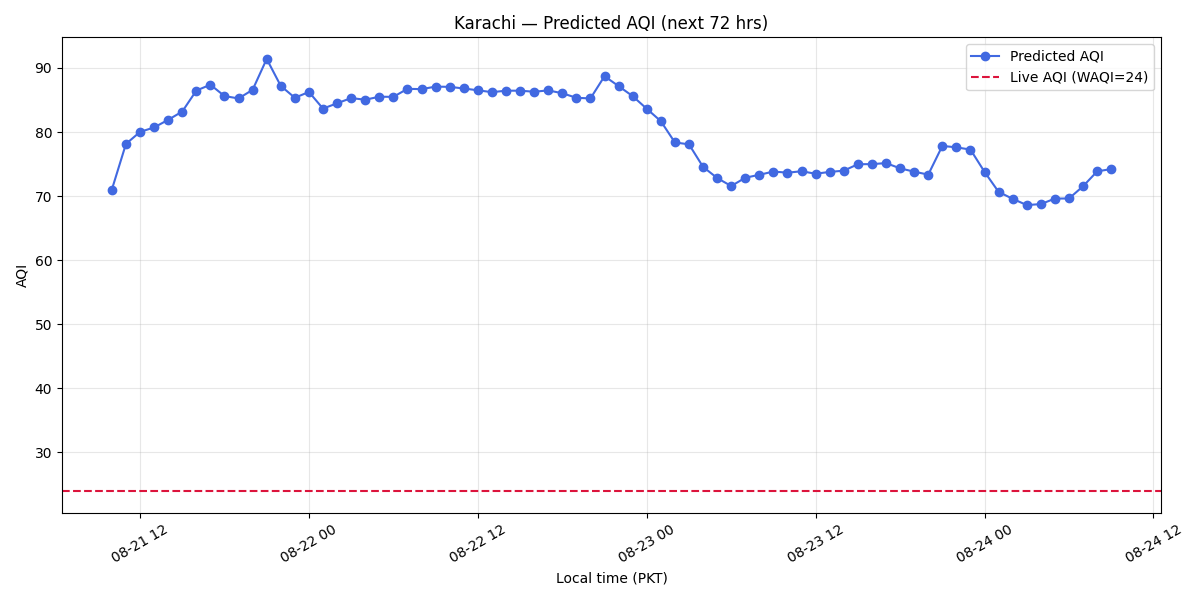 Karachi — Predicted AQI (next 72 hrs)
Predicted AQI
Live AQI (WAQI=24)
AQI
90
80
70
60
50
40
30
08-21 12
08-22 00
08-22 12
08-23 00
08-23 12
08-24 00
08-24 12
Local time (PKT)